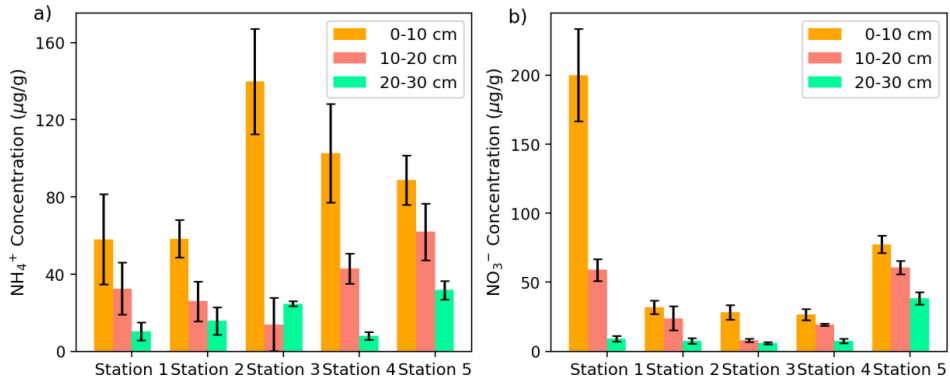 a)
NH₄⁺ Concentration (μg/g)
160
120
80
40
0
0-10 cm
10-20 cm
20-30 cm
Station 1 Station 2 Station 3 Station 4 Station 5
b)
NO₃⁻ Concentration (μg/g)
200
150
100
50
0
0-10 cm
10-20 cm
20-30 cm
Station 1 Station 2 Station 3 Station 4 Station 5